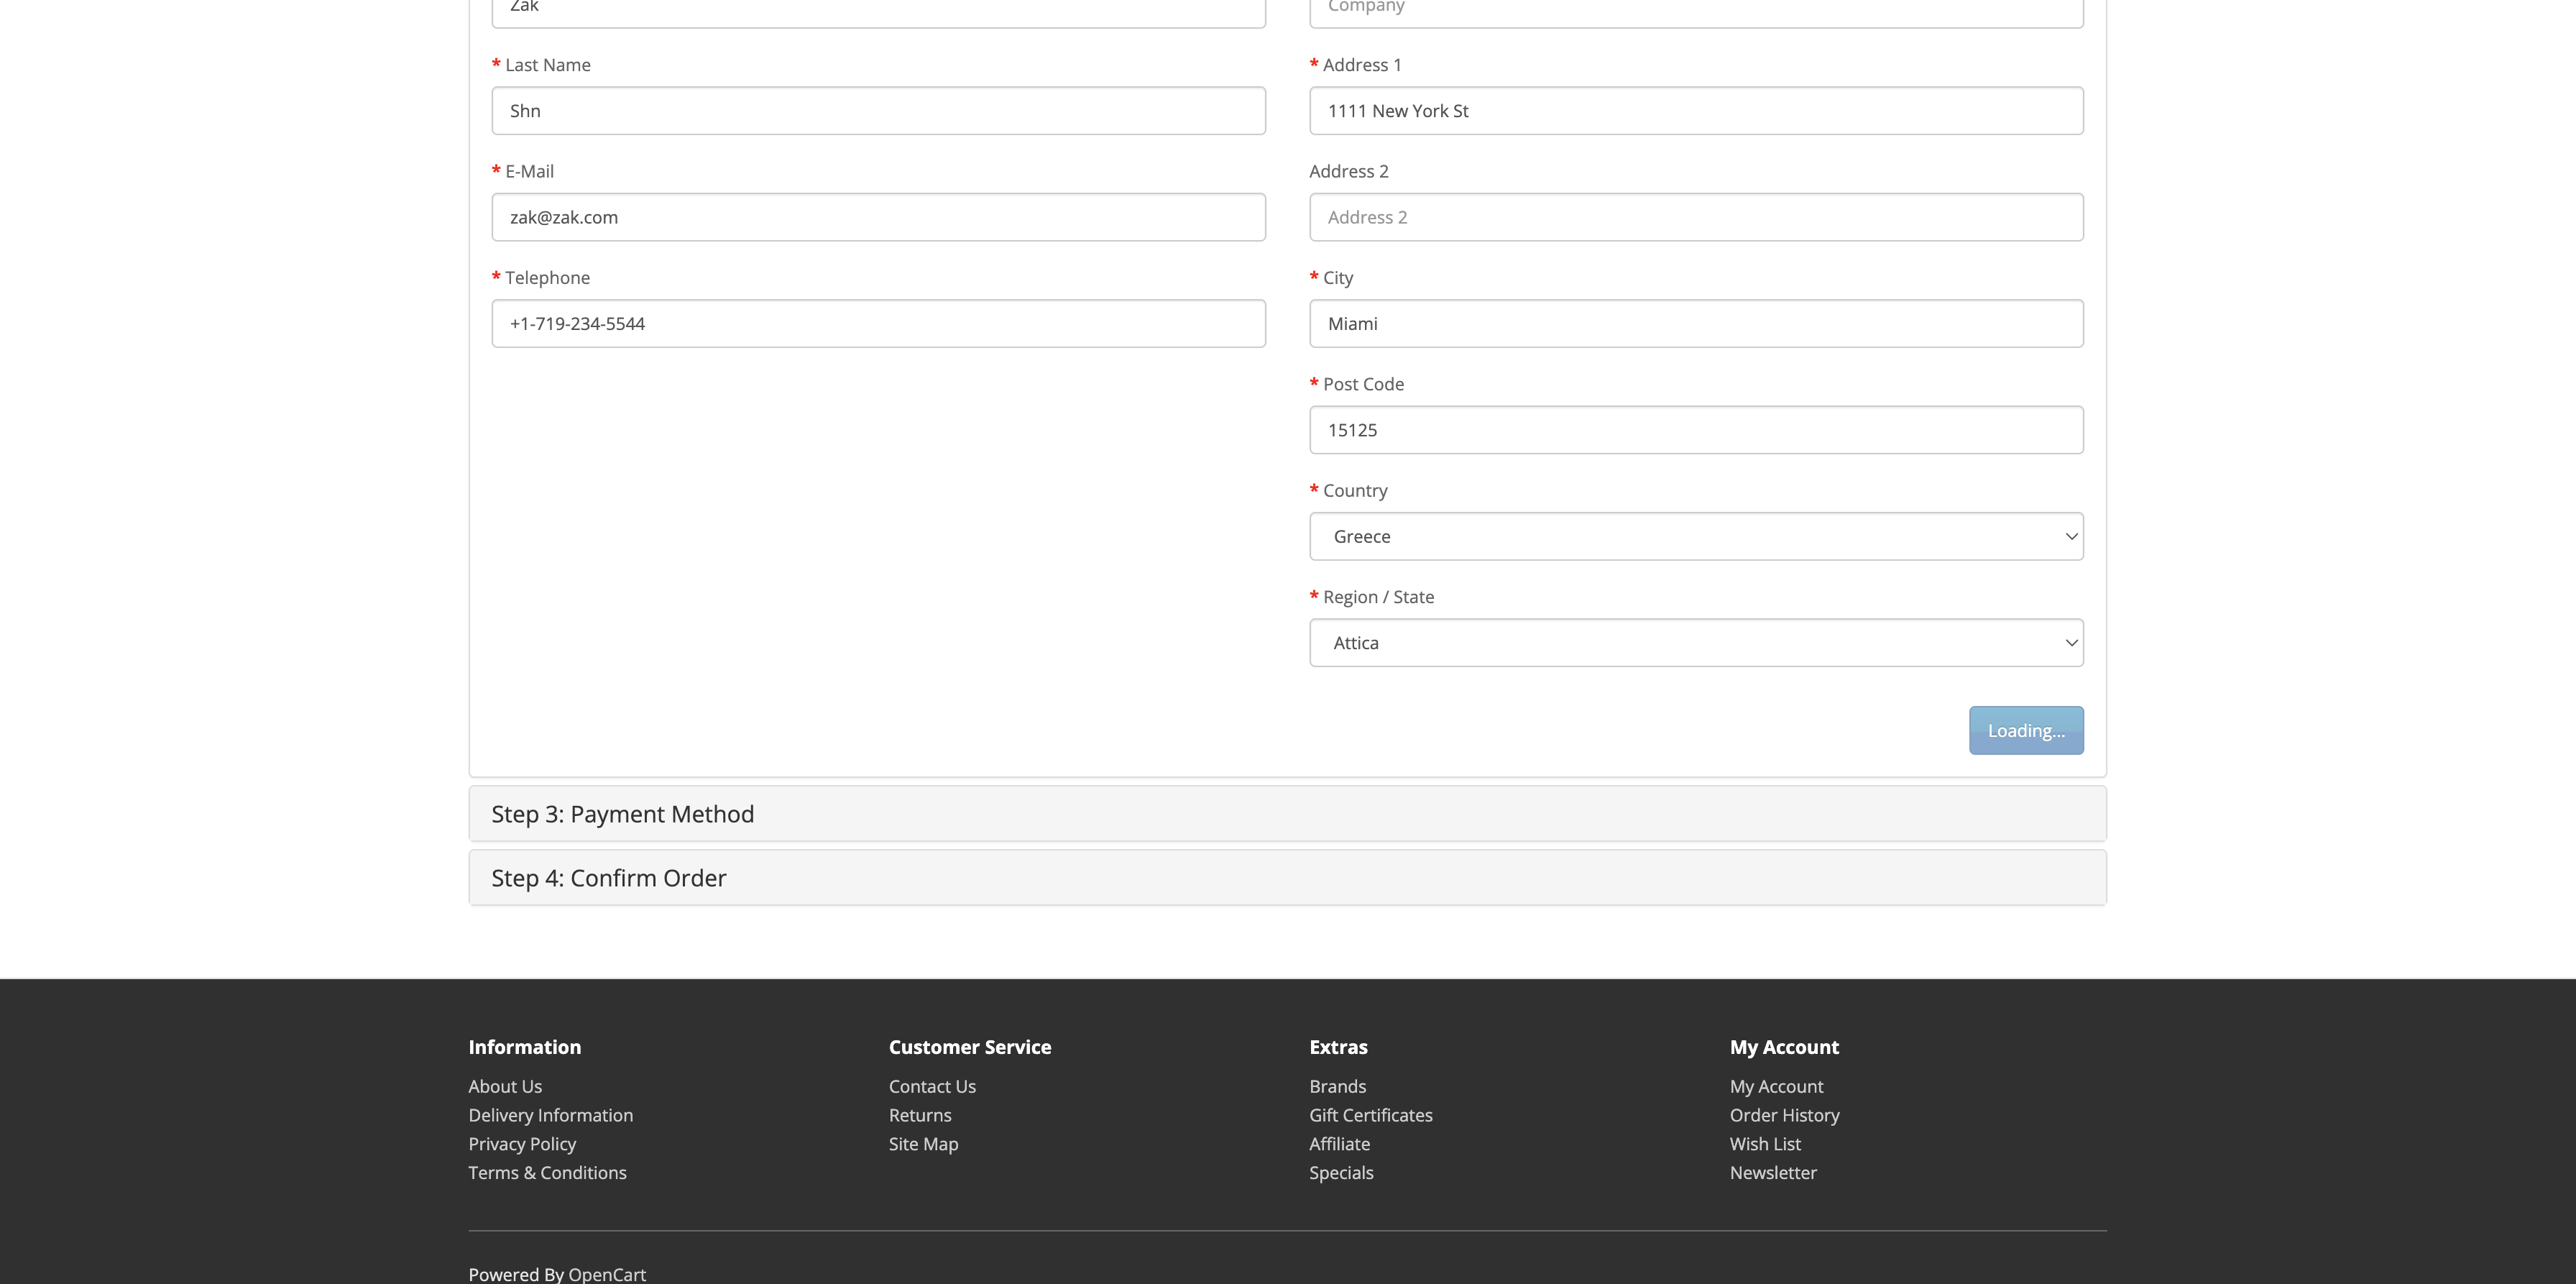 Zak
Company
* Last Name
* Address 1
Shn
1111 New York St
* E-Mail
Address 2
zak@zak.com
Address 2
* Telephone
* City
+1-719-234-5544
Miami
* Post Code
15125
* Country
Greece
* Region / State
Attica
Loading...
Step 3: Payment Method
Step 4: Confirm Order
Information
About Us
Delivery Information
Privacy Policy
Terms & Conditions
Customer Service
Contact Us
Returns
Site Map
Extras
Brands
Gift Certificates
Affiliate
Specials
My Account
My Account
Order History
Wish List
Newsletter
Powered By OpenCart